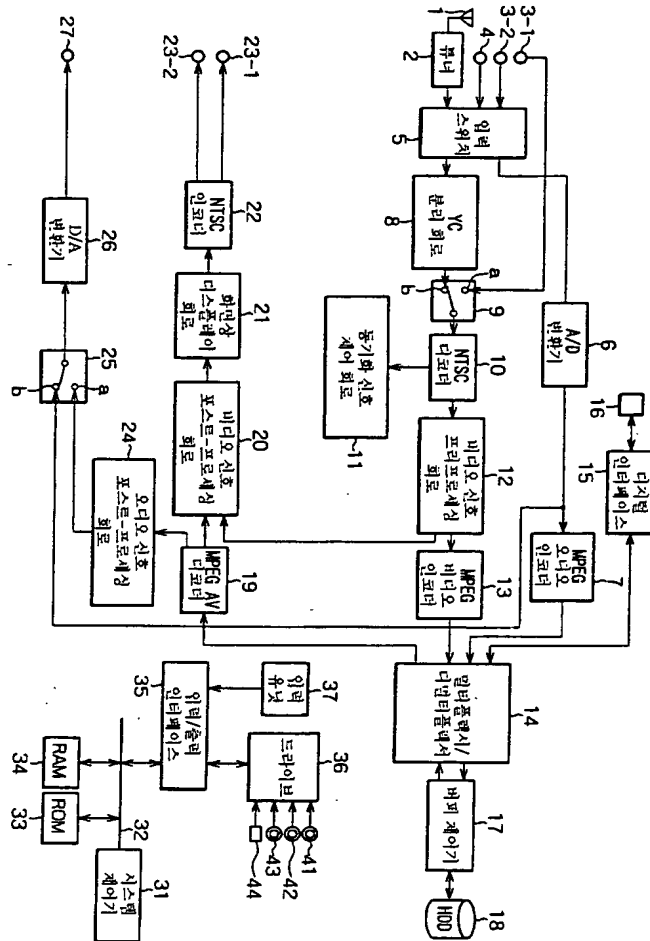 1
2
튜너
3-1
3-2
4
5
입력
스위치
8
YC
분리 회로
a
b
9
6
A/D
변환기
10
NTSC
디코더
11
동기화 신호
제어 회로
12
비디오 신호
프리프로세싱
회로
13
MPEG
비디오
인코더
7
MPEG
오디오
인코더
16
15
디지털
인터페이스
14
멀티플렉서/
디멀티플렉서
17
버퍼 제어기
18
HDD
23-1
23-2
22
NTSC
인코더
21
화면상
디스플레이
회로
20
비디오 신호
포스트-프로세싱
회로
19
MPEG AV
디코더
24
오디오 신호
포스트-프로세싱
회로
25
a
b
26
D/A
변환기
27
37
입력
유닛
35
입력/출력
인터페이스
36
드라이브
41
42
43
44
34
RAM
33
ROM
32
31
시스템
제어기